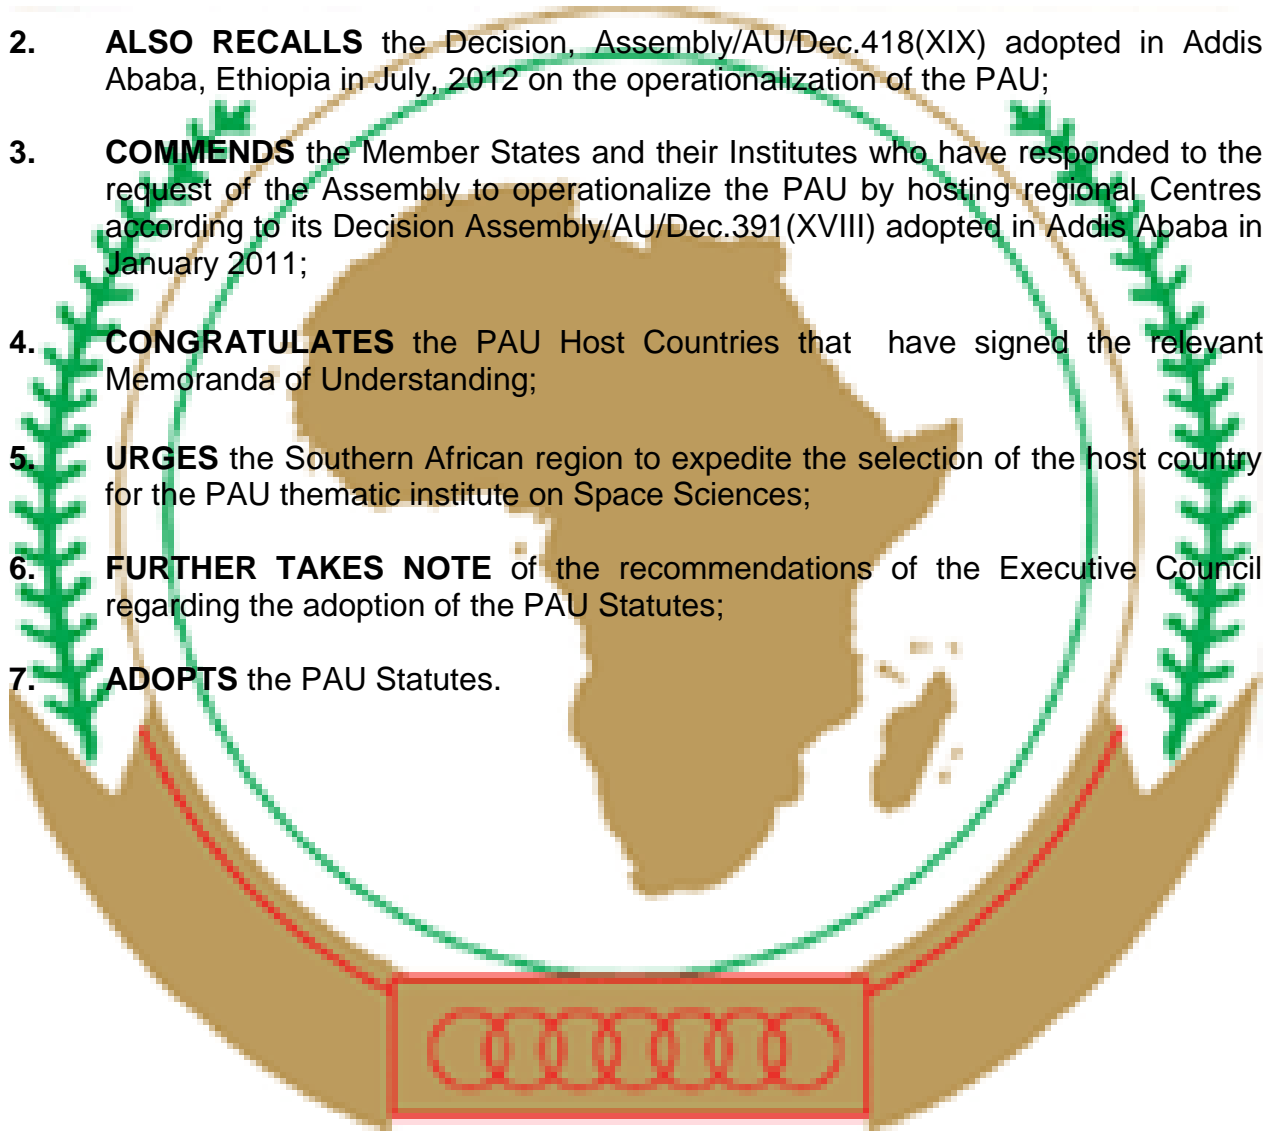 2. ALSO RECALLS the Decision, Assembly/AU/Dec.418(XIX) adopted in Addis
Ababa, Ethiopia in July, 2012 on the operationalization of the PAU;
3. COMMENDS the Member States and their Institutes who have responded to the
request of the Assembly to operationalize the PAU by hosting regional Centres
according to its Decision Assembly/AU/Dec.391(XVIII) adopted in Addis Ababa in
January 2011;
4. CONGRATULATES the PAU Host Countries that have signed the relevant
Memoranda of Understanding;
5. URGES the Southern African region to expedite the selection of the host country
for the PAU thematic institute on Space Sciences;
6. FURTHER TAKES NOTE of the recommendations of the Executive Council
regarding the adoption of the PAU Statutes;
7. ADOPTS the PAU Statutes.